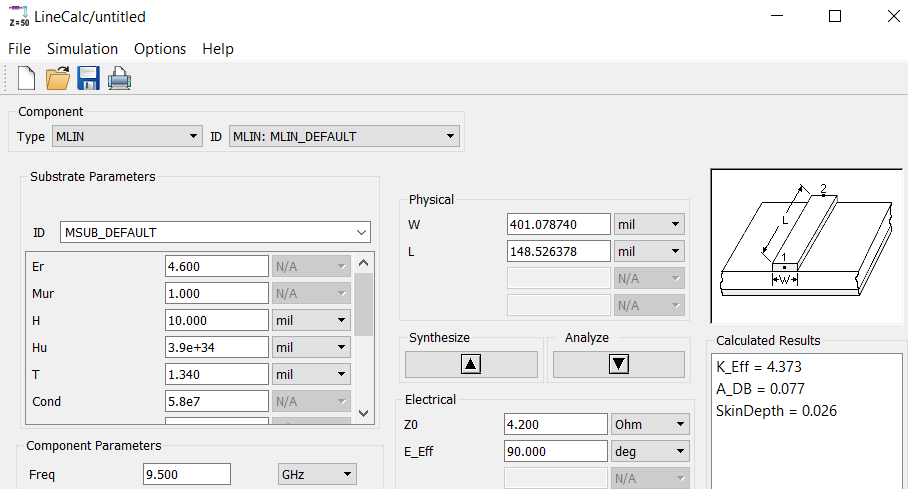 Z=50 LineCalc/untitled
File Simulation Options Help
Component
Type MLIN ID MLIN: MLIN_DEFAULT
Substrate Parameters
ID MSUB_DEFAULT
Er 4.600 N/A
Mur 1.000 N/A
H 10.000 mil
Hu 3.9e+34 mil
T 1.340 mil
Cond 5.8e7 N/A
Component Parameters
Freq 9.500 GHz
Physical
W 401.078740 mil
L 148.526378 mil
N/A
N/A
Synthesize Analyze
Electrical
Z0 4.200 Ohm
E_Eff 90.000 deg
N/A
2
L
1
W
Calculated Results
K_Eff = 4.373
A_DB = 0.077
SkinDepth = 0.026